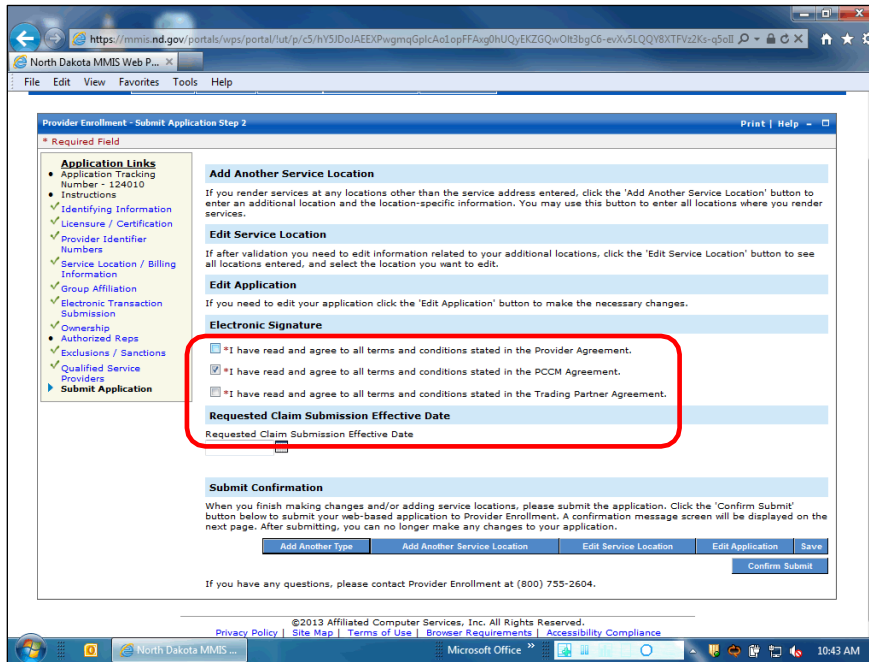 https://mmis.nd.gov/portals/wps/portal/!ut/p/c5/hY5JDoJAEEXPwgmqGplcAo1opFFAxg0hUQyEKZGQwOlt3bgC6-evXv5LQQY8XTFVz2Ks-q5oII
North Dakota MMIS Web P...
File Edit View Favorites Tools Help
Provider Enrollment - Submit Application Step 2
Print | Help
* Required Field
Application Links
Application Tracking
Number - 124010
Instructions
Identifying Information
Licensure / Certification
Provider Identifier
Numbers
Service Location / Billing
Information
Group Affiliation
Electronic Transaction
Submission
Ownership
Authorized Reps
Exclusions / Sanctions
Qualified Service
Providers
Submit Application
Add Another Service Location
If you render services at any locations other than the service address entered, click the 'Add Another Service Location' button to
enter an additional location and the location-specific information. You may use this button to enter all locations where you render
services.
Edit Service Location
If after validation you need to edit information related to your additional locations, click the 'Edit Service Location' button to see
all locations entered, and select the location you want to edit.
Edit Application
If you need to edit your application click the 'Edit Application' button to make the necessary changes.
Electronic Signature
*I have read and agree to all terms and conditions stated in the Provider Agreement.
*I have read and agree to all terms and conditions stated in the PCCM Agreement.
*I have read and agree to all terms and conditions stated in the Trading Partner Agreement.
Requested Claim Submission Effective Date
Requested Claim Submission Effective Date
Submit Confirmation
When you finish making changes and/or adding service locations, please submit the application. Click the 'Confirm Submit'
button below to submit your web-based application to Provider Enrollment. A confirmation message screen will be displayed on the
next page. After submitting, you can no longer make any changes to your application.
Add Another Type Add Another Service Location Edit Service Location Edit Application Save
Confirm Submit
If you have any questions, please contact Provider Enrollment at (800) 755-2604.
©2013 Affiliated Computer Services, Inc. All Rights Reserved.
Privacy Policy | Site Map | Terms of Use | Browser Requirements | Accessibility Compliance
North Dakota MMIS ... Microsoft Office » 10:43 AM